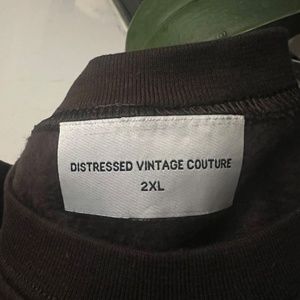 DISTRESSED VINTAGE COUTURE
2XL